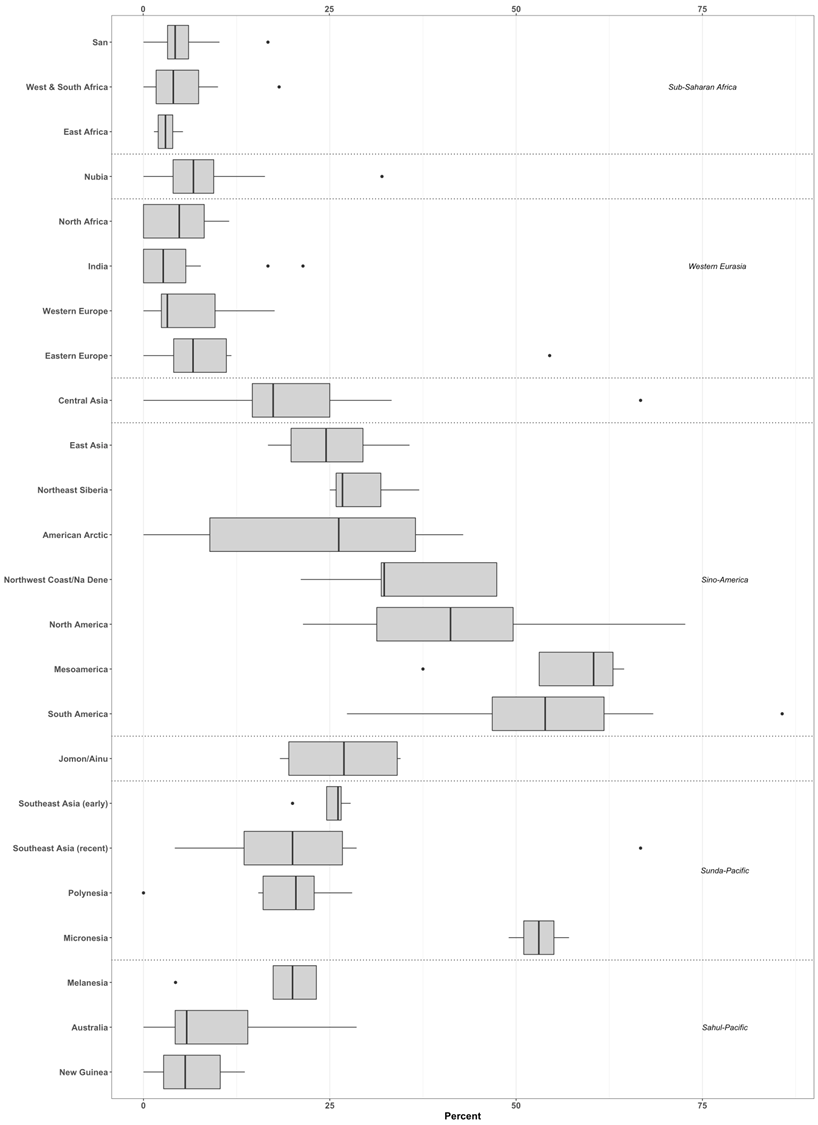 0 25 50 75
San
West & South Africa
Sub-Saharan Africa
East Africa
Nubia
North Africa
India
Western Eurasia
Western Europe
Eastern Europe
Central Asia
East Asia
Northeast Siberia
American Arctic
Northwest Coast/Na Dene
Sino-America
North America
Mesoamerica
South America
Jomon/Ainu
Southeast Asia (early)
Southeast Asia (recent)
Sunda-Pacific
Polynesia
Micronesia
Melanesia
Australia
Sahul-Pacific
New Guinea
0 25 50 75
Percent